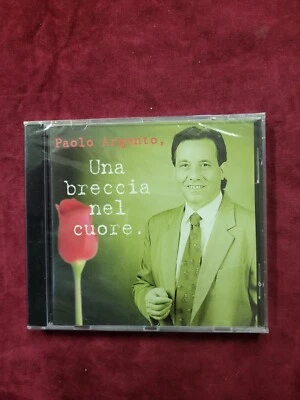 Paolo Argento,
Una
breccia
nel
cuore.